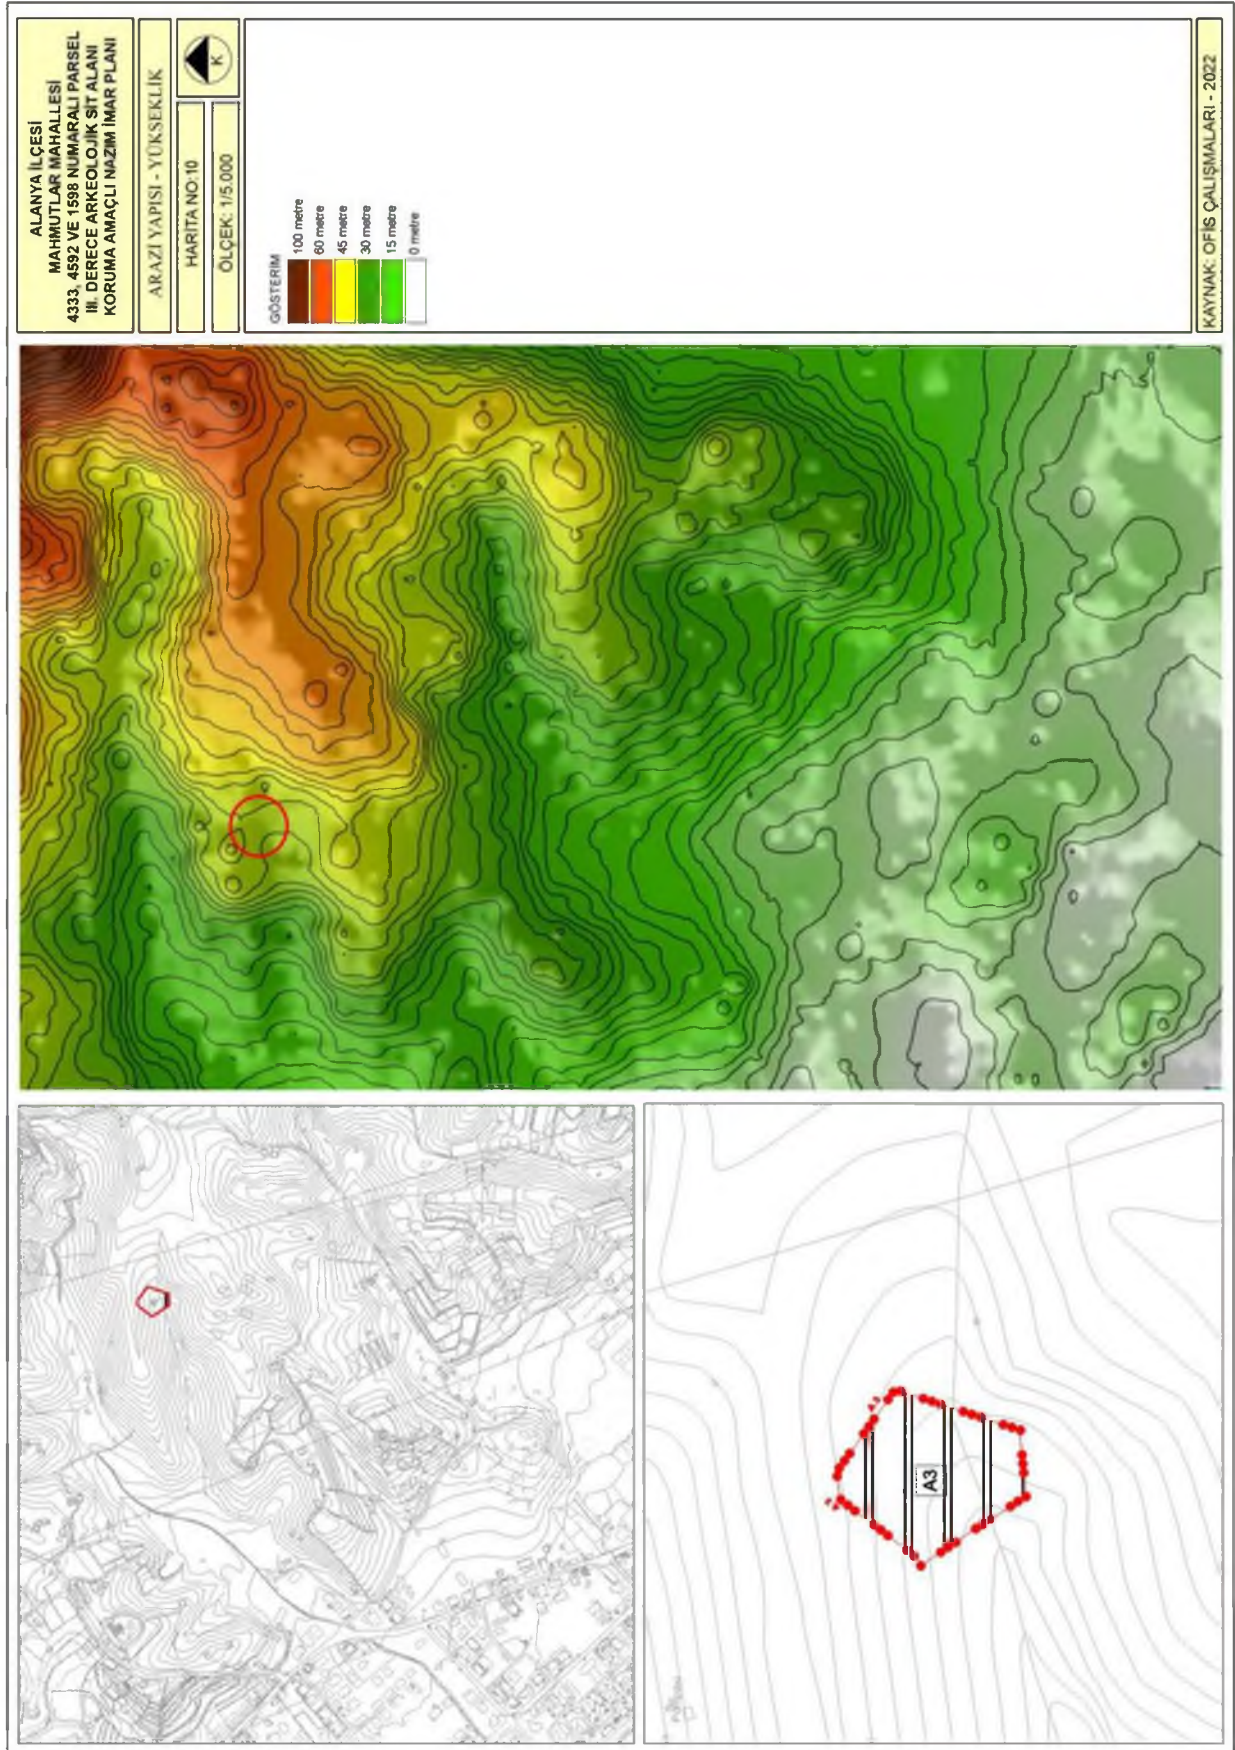 ALANYA İLÇESİ
MAHMUTLAR MAHALLESİ
4333, 4592 VE 1598 NUMARALI PARSEL
III. DERECE ARKEOLOJİK SİT ALANI
KORUMA AMAÇLI NAZIM İMAR PLANI
ARAZİ YAPISI - YÜKSEKLİK
HARİTA NO:10
K
ÖLÇEK: 1/5.000
GÖSTERİM
100 metre
60 metre
45 metre
30 metre
15 metre
0 metre
KAYNAK: OFİS ÇALIŞMALARI - 2022
A3